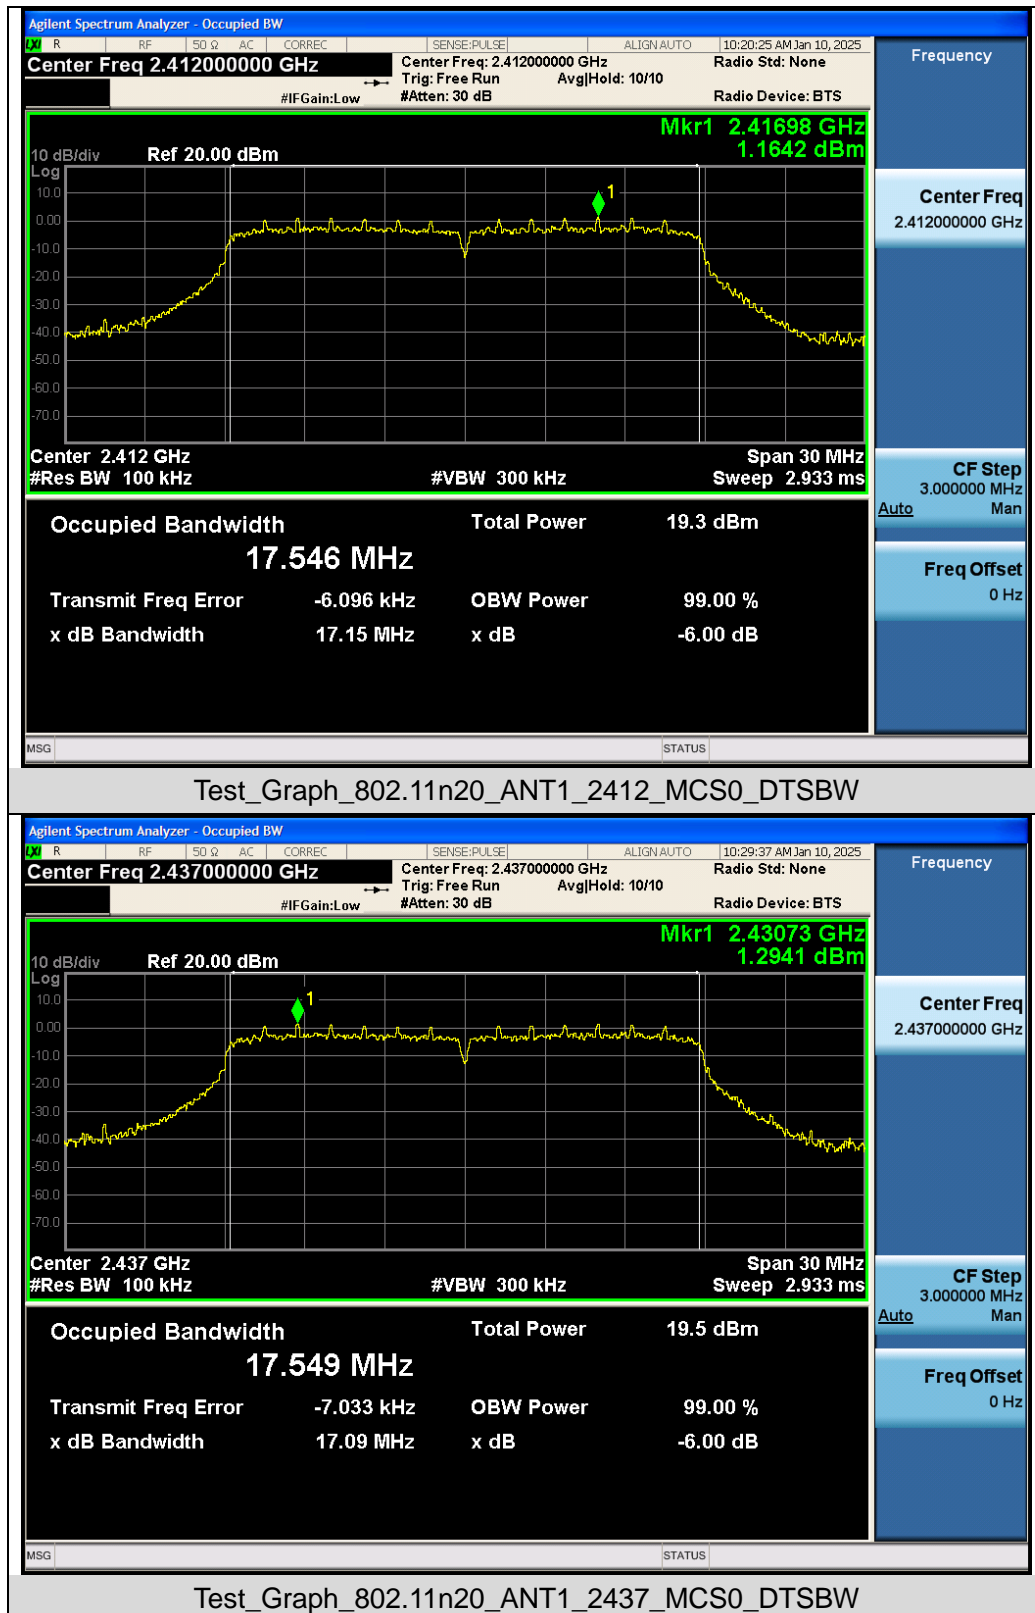 Agilent Spectrum Analyzer - Occupied BW
LXI R RF 50 Ω AC CORREC SENSE:PULSE ALIGN AUTO 10:20:25 AM Jan 10, 2025
Center Freq 2.412000000 GHz
Center Freq: 2.412000000 GHz
Radio Std: None
Trig: Free Run Avg|Hold: 10/10
#IFGain:Low
#Atten: 30 dB
Radio Device: BTS
Frequency
Mkr1 2.41698 GHz
1.1642 dBm
10 dB/div
Log
Ref 20.00 dBm
10.0
0.00
-10.0
-20.0
-30.0
-40.0
-50.0
-60.0
-70.0
1
Center 2.412 GHz
Span 30 MHz
#Res BW 100 kHz
#VBW 300 kHz
Sweep 2.933 ms
Center Freq
2.412000000 GHz
CF Step
3.000000 MHz
Auto Man
Freq Offset
0 Hz
Occupied Bandwidth
17.546 MHz
Total Power 19.3 dBm
Transmit Freq Error -6.096 kHz
OBW Power 99.00 %
x dB Bandwidth 17.15 MHz
x dB -6.00 dB
MSG
STATUS
Test_Graph_802.11n20_ANT1_2412_MCS0_DTSBW
Agilent Spectrum Analyzer - Occupied BW
LXI R RF 50 Ω AC CORREC SENSE:PULSE ALIGN AUTO 10:29:37 AM Jan 10, 2025
Center Freq 2.437000000 GHz
Center Freq: 2.437000000 GHz
Radio Std: None
Trig: Free Run Avg|Hold: 10/10
#IFGain:Low
#Atten: 30 dB
Radio Device: BTS
Frequency
Mkr1 2.43073 GHz
1.2941 dBm
10 dB/div
Log
Ref 20.00 dBm
10.0
0.00
-10.0
-20.0
-30.0
-40.0
-50.0
-60.0
-70.0
1
Center 2.437 GHz
Span 30 MHz
#Res BW 100 kHz
#VBW 300 kHz
Sweep 2.933 ms
Center Freq
2.437000000 GHz
CF Step
3.000000 MHz
Auto Man
Freq Offset
0 Hz
Occupied Bandwidth
17.549 MHz
Total Power 19.5 dBm
Transmit Freq Error -7.033 kHz
OBW Power 99.00 %
x dB Bandwidth 17.09 MHz
x dB -6.00 dB
MSG
STATUS
Test_Graph_802.11n20_ANT1_2437_MCS0_DTSBW